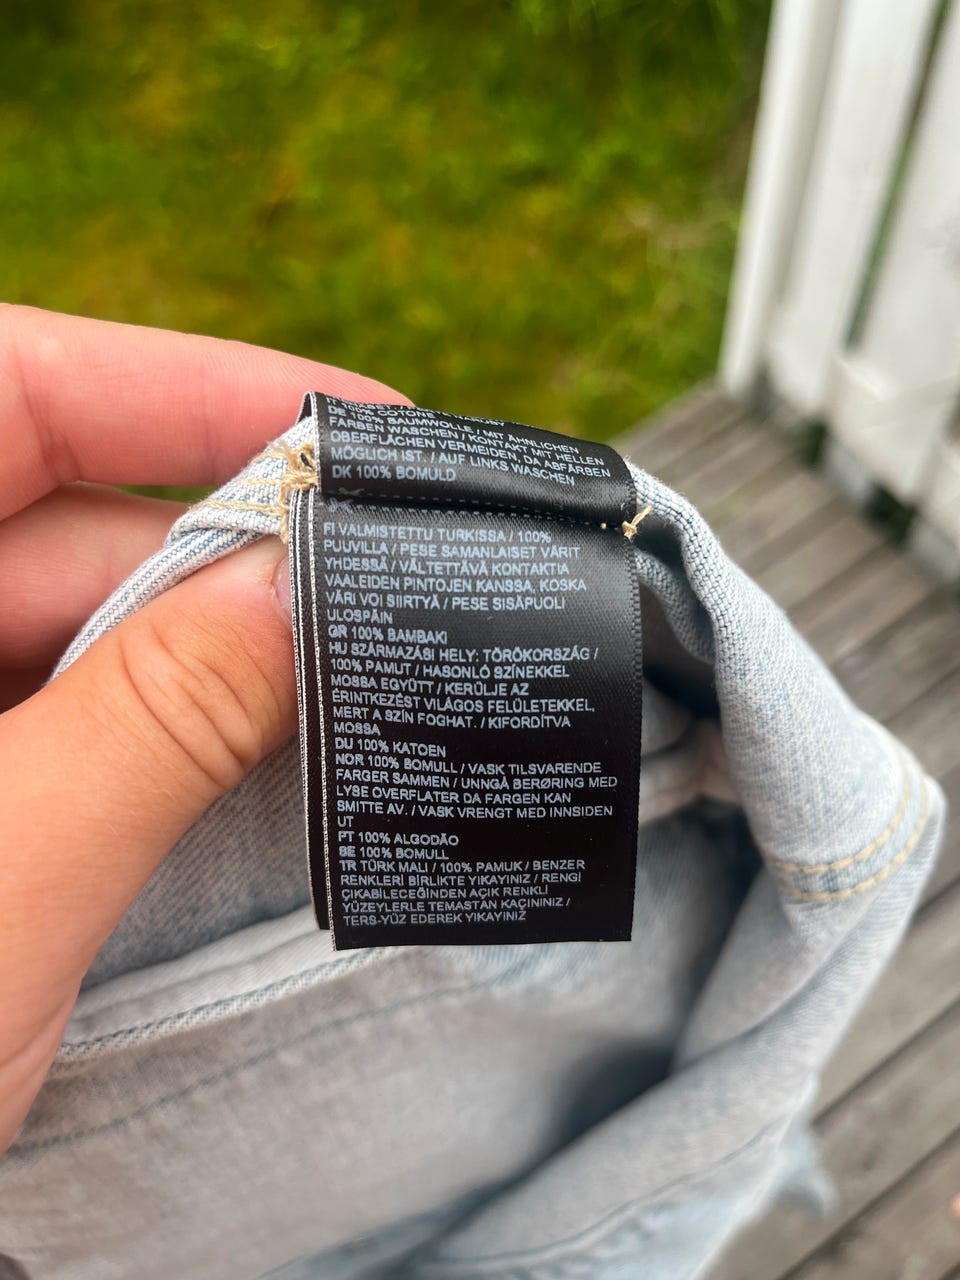 IT 100% COTONE
DE 100% BAUMWOLLE / MIT ÄHNLICHEN
FARBEN WASCHEN / KONTAKT MIT HELLEN
OBERFLÄCHEN VERMEIDEN, DA ABFÄRBEN
MÖGLICH IST. / AUF LINKS WASCHEN
DK 100% BOMULD
FI VALMISTETTU TURKISSA / 100%
PUUVILLA / PESE SAMANLAISET VÄRIT
YHDESSÄ / VÄLTETTÄVÄ KONTAKTIA
VAALEIDEN PINTOJEN KANSSA, KOSKA
VÄRI VOI SIIRTYÄ / PESE SISÄPUOLI
ULOSPÄIN
GR 100% ΒΑΜΒΑΚΙ
HU SZÁRMAZÁSI HELY: TÖRÖKORSZÁG /
100% PAMUT / HASONLÓ SZÍNEKKEL
MOSSA EGYÜTT / KERÜLJE AZ
ÉRINTKEZÉST VILÁGOS FELÜLETEKKEL,
MERT A SZÍN FOGHAT. / KIFORDÍTVA
MOSSA
DU 100% KATOEN
NOR 100% BOMULL / VASK TILSVARENDE
FARGER SAMMEN / UNNGÅ BERØRING MED
LYSE OVERFLATER DA FARGEN KAN
SMITTE AV. / VASK VRENGT MED INNSIDEN
UT
PT 100% ALGODÃO
SE 100% BOMULL
TR TÜRK MALI / 100% PAMUK / BENZER
RENKLERİ BİRLİKTE YIKAYINIZ / RENGİ
ÇIKABİLECEĞİNDEN AÇIK RENKLİ
YÜZEYLERLE TEMASTAN KAÇININIZ /
TERS-YÜZ EDEREK YIKAYINIZ